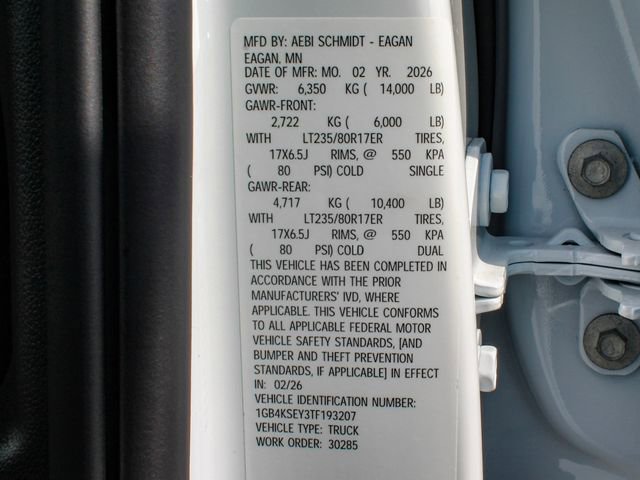 MFD BY: AEBI SCHMIDT - EAGAN
EAGAN, MN
DATE OF MFR: MO. 02 YR. 2026
GVWR: 6,350 KG ( 14,000 LB)
GAWR-FRONT:
2,722 KG ( 6,000 LB)
WITH LT235/80R17ER TIRES,
17X6.5J RIMS, @ 550 KPA
( 80 PSI) COLD SINGLE
GAWR-REAR:
4,717 KG ( 10,400 LB)
WITH LT235/80R17ER TIRES,
17X6.5J RIMS, @ 550 KPA
( 80 PSI) COLD DUAL
THIS VEHICLE HAS BEEN COMPLETED IN
ACCORDANCE WITH THE PRIOR
MANUFACTURERS' IVD, WHERE
APPLICABLE. THIS VEHICLE CONFORMS
TO ALL APPLICABLE FEDERAL MOTOR
VEHICLE SAFETY STANDARDS, [AND
BUMPER AND THEFT PREVENTION
STANDARDS, IF APPLICABLE] IN EFFECT
IN: 02/26
VEHICLE IDENTIFICATION NUMBER:
1GB4KSEY3TF193207
VEHICLE TYPE: TRUCK
WORK ORDER: 30285